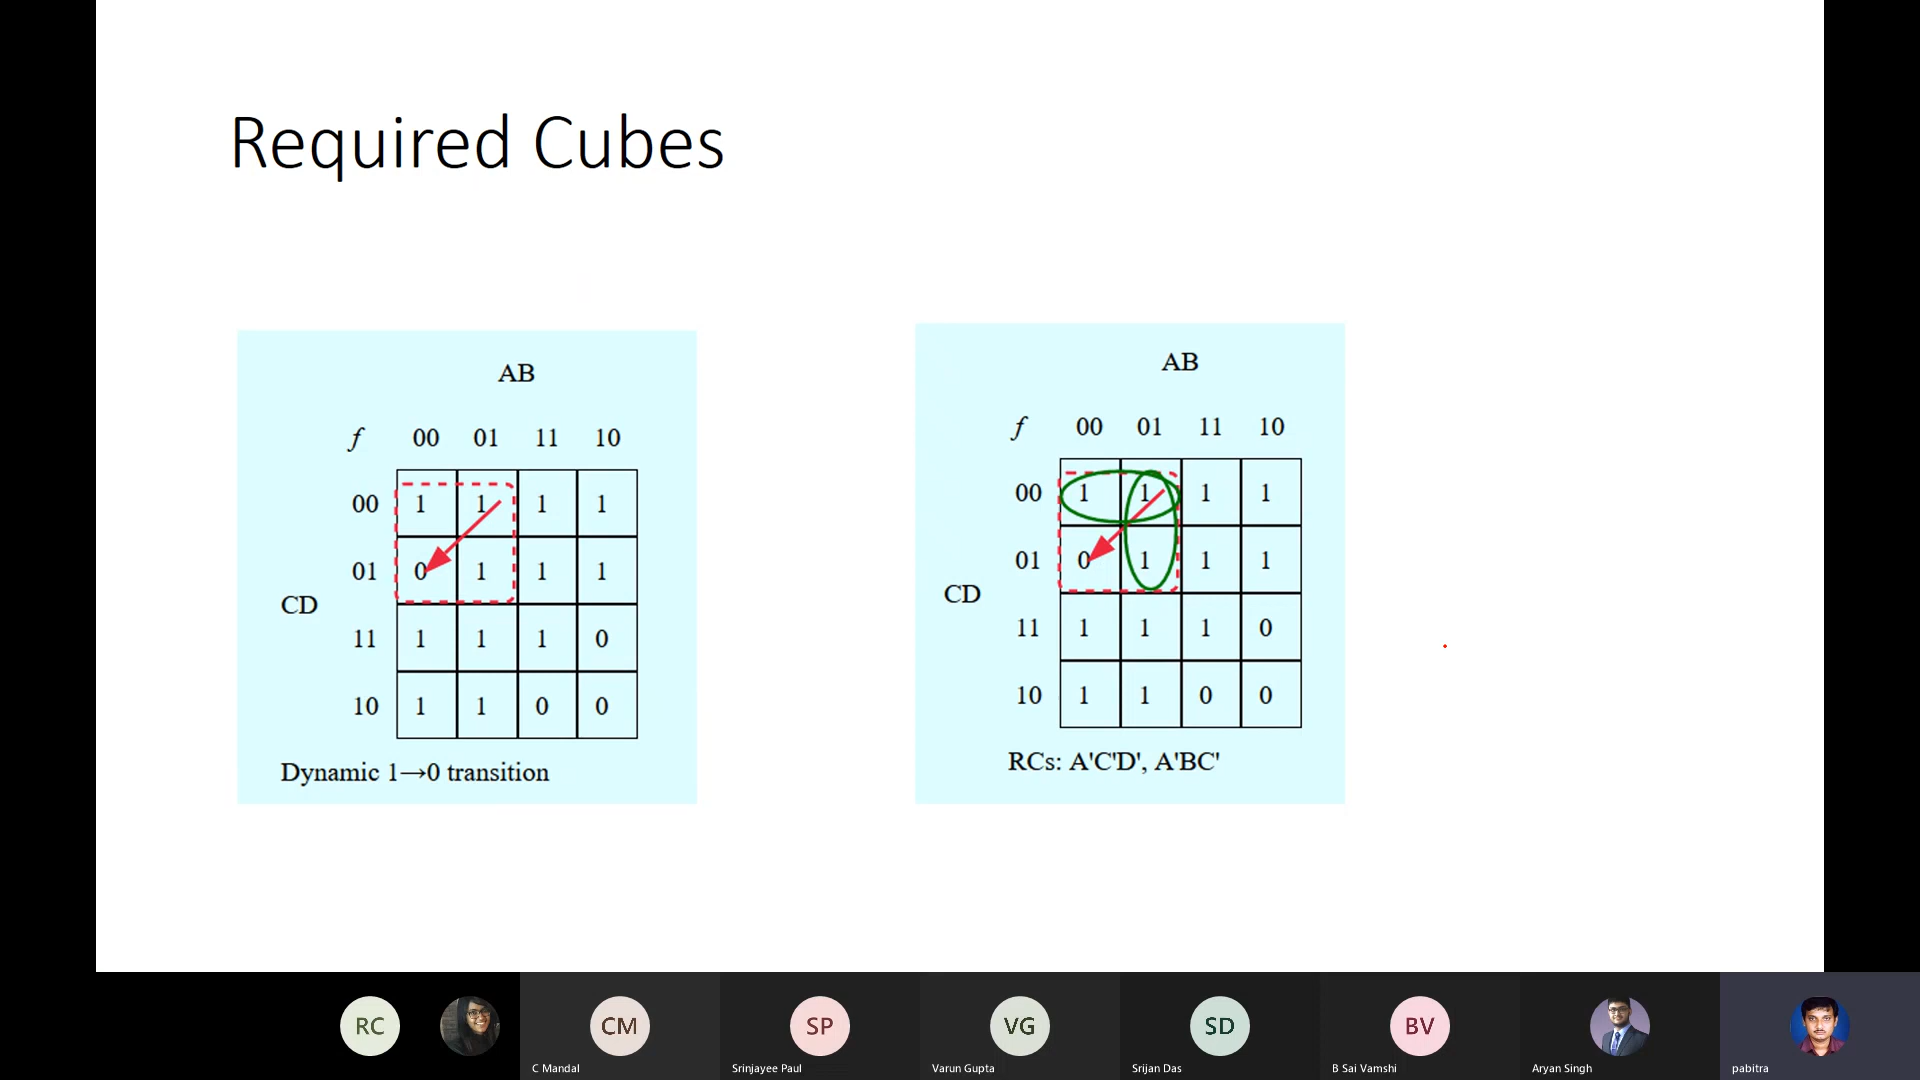 Required Cubes
AB
f 00 01 11 10
00 1 1 1 1
01 0 1 1 1
CD
11 1 1 1 0
10 1 1 0 0
Dynamic 1→0 transition
AB
f 00 01 11 10
00 1 1 1 1
01 0 1 1 1
CD
11 1 1 1 0
10 1 1 0 0
RCs: A'C'D', A'BC'
RC
CM
SP
VG
SD
BV
C Mandal
Srinjayee Paul
Varun Gupta
Srijan Das
B Sai Vamshi
Aryan Singh
pabitra